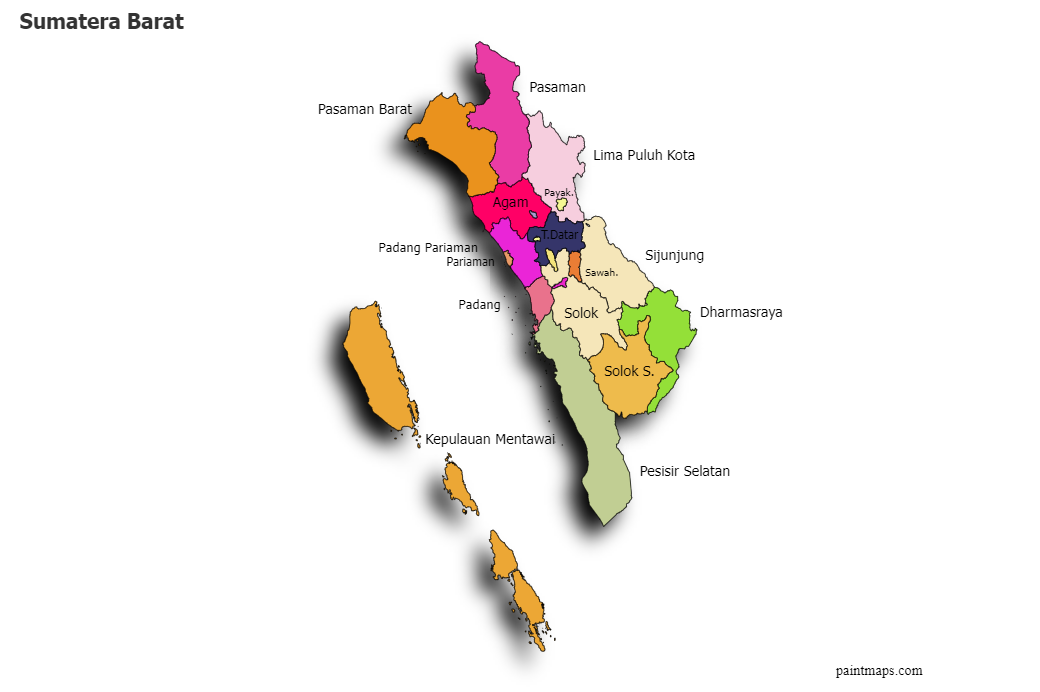 Sumatera Barat
Pasaman
Pasaman Barat
Lima Puluh Kota
Payak.
Agam
T.Datar
Padang Pariaman
Pariaman
Sijunjung
Sawah.
Padang
Solok
Dharmasraya
Solok S.
Kepulauan Mentawai
Pesisir Selatan
paintmaps.com